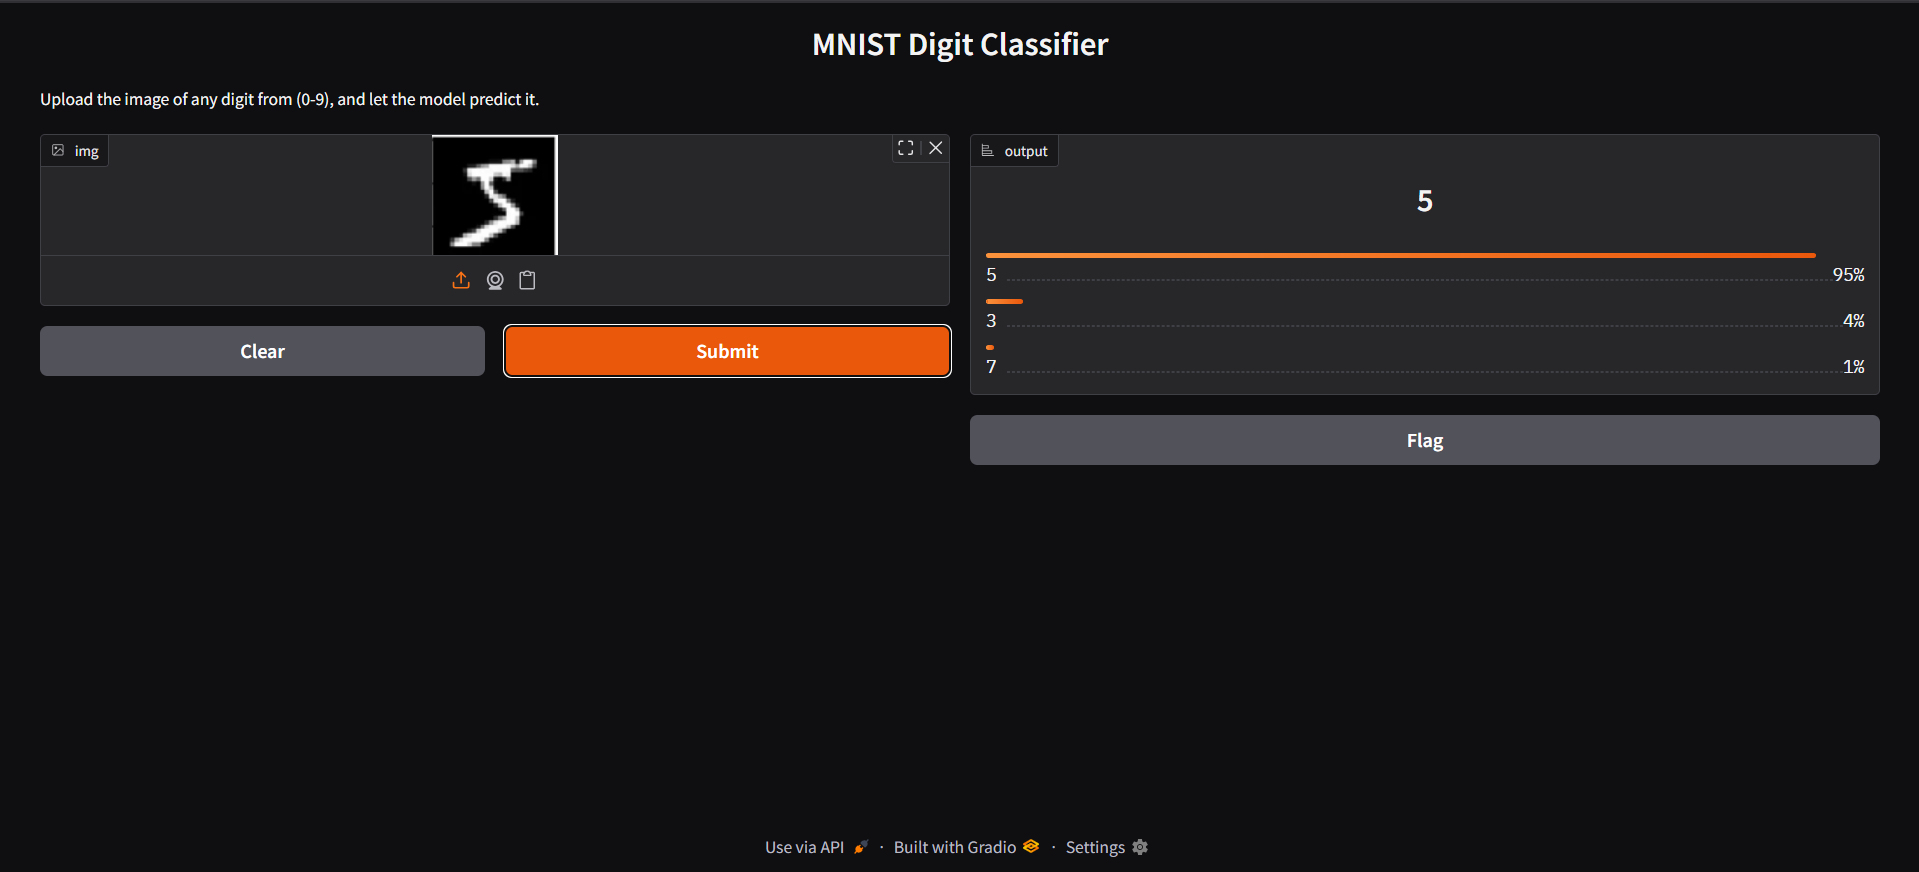 MNIST Digit Classifier
Upload the image of any digit from (0-9), and let the model predict it.
img
5
Clear
Submit
output
5
5 95%
3 4%
7 1%
Flag
Use via API · Built with Gradio · Settings